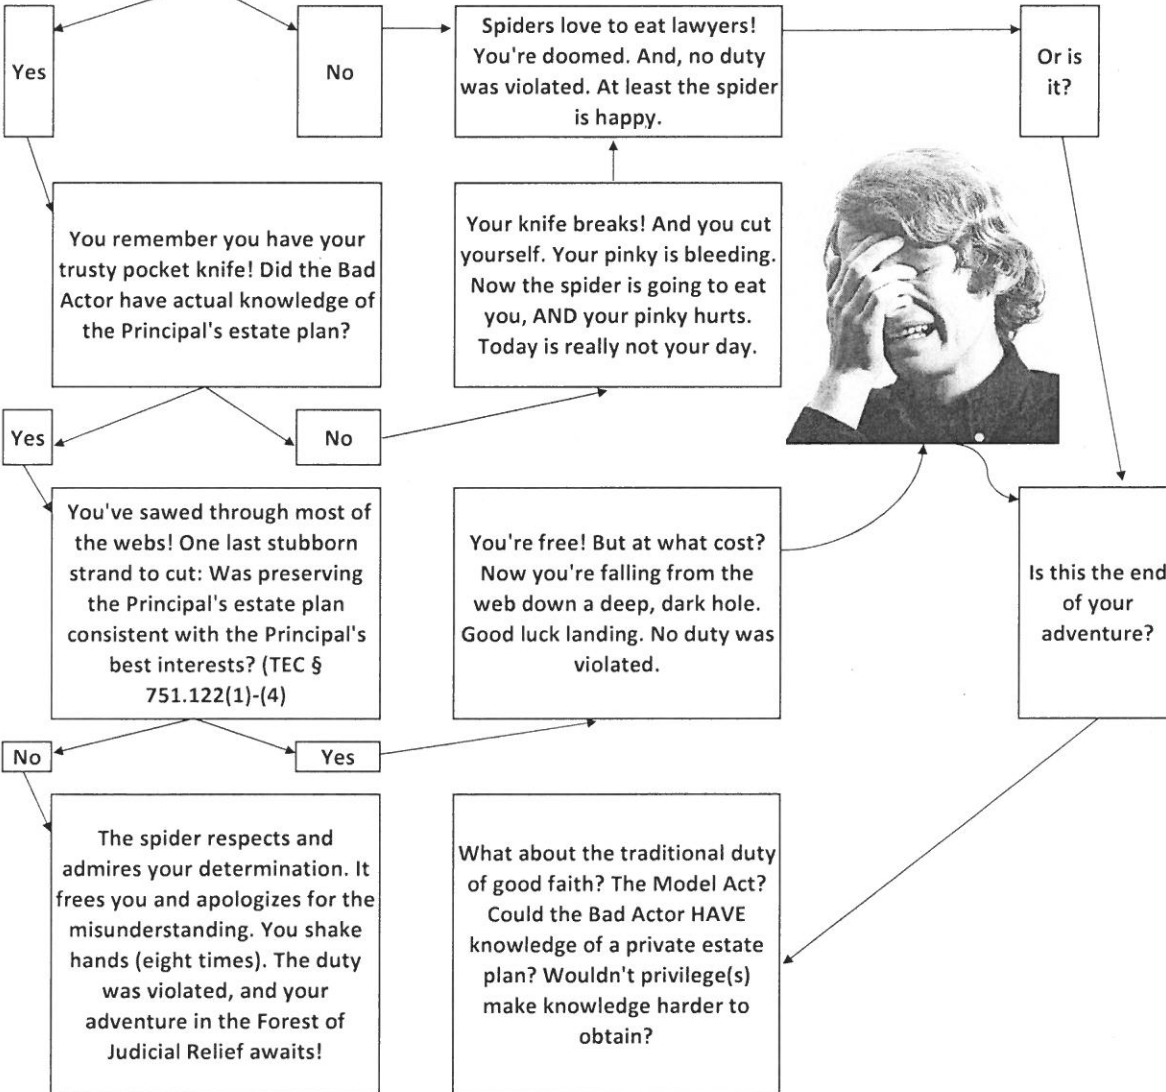 Yes
No
Spiders love to eat lawyers!
You're doomed. And, no duty
was violated. At least the spider
is happy.
Or is
it?
You remember you have your
trusty pocket knife! Did the Bad
Actor have actual knowledge of
the Principal's estate plan?
Your knife breaks! And you cut
yourself. Your pinky is bleeding.
Now the spider is going to eat
you, AND your pinky hurts.
Today is really not your day.
Yes
No
You've sawed through most of
the webs! One last stubborn
strand to cut: Was preserving
the Principal's estate plan
consistent with the Principal's
best interests? (TEC §
751.122(1)-(4)
You're free! But at what cost?
Now you're falling from the
web down a deep, dark hole.
Good luck landing. No duty was
violated.
Is this the end
of your
adventure?
No
Yes
The spider respects and
admires your determination. It
frees you and apologizes for the
misunderstanding. You shake
hands (eight times). The duty
was violated, and your
adventure in the Forest of
Judicial Relief awaits!
What about the traditional duty
of good faith? The Model Act?
Could the Bad Actor HAVE
knowledge of a private estate
plan? Wouldn't privilege(s)
make knowledge harder to
obtain?